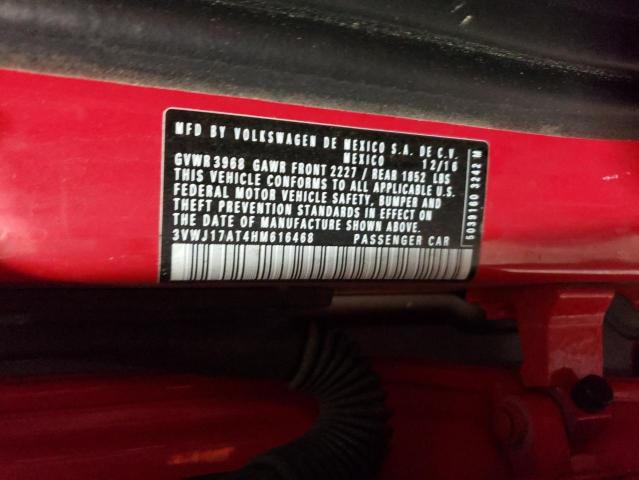 MFD BY VOLKSWAGEN DE MEXICO S.A. DE C.V.
MEXICO 12/16
GVWR 3968 GAWR FRONT 2227 / REAR 1852 LBS
THIS VEHICLE CONFORMS TO ALL APPLICABLE U.S.
FEDERAL MOTOR VEHICLE SAFETY, BUMPER AND
THEFT PREVENTION STANDARDS IN EFFECT ON
THE DATE OF MANUFACTURE SHOWN ABOVE.
3VWJ17AT4HM616468 PASSENGER CAR
5C0010D 3242 M